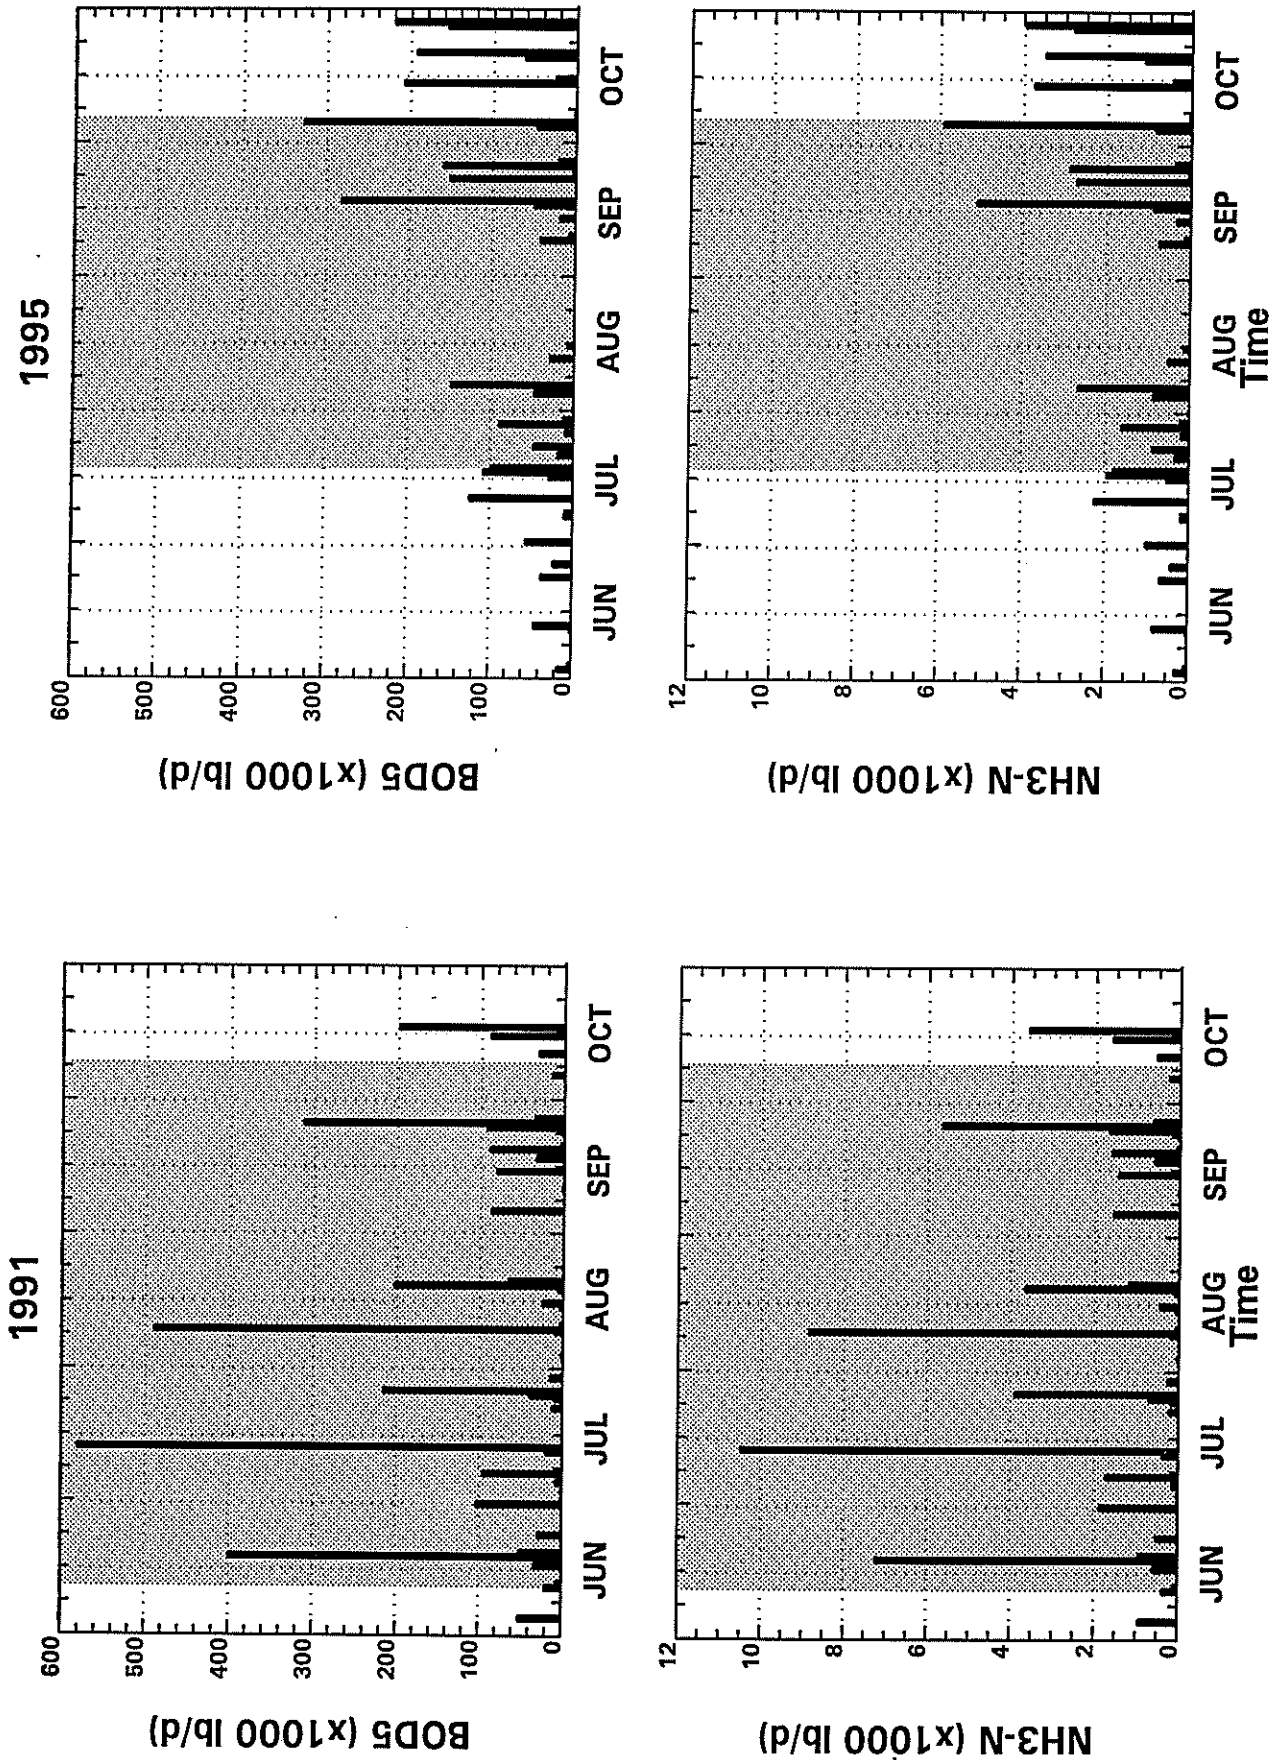 1991
BOD5 (x1000 lb/d)
600
500
400
300
200
100
0
JUN
JUL
AUG
SEP
OCT
NH3-N (x1000 lb/d)
12
10
8
6
4
2
0
JUN
JUL
AUG
SEP
OCT
Time
1995
BOD5 (x1000 lb/d)
600
500
400
300
200
100
0
JUN
JUL
AUG
SEP
OCT
NH3-N (x1000 lb/d)
12
10
8
6
4
2
0
JUN
JUL
AUG
SEP
OCT
Time